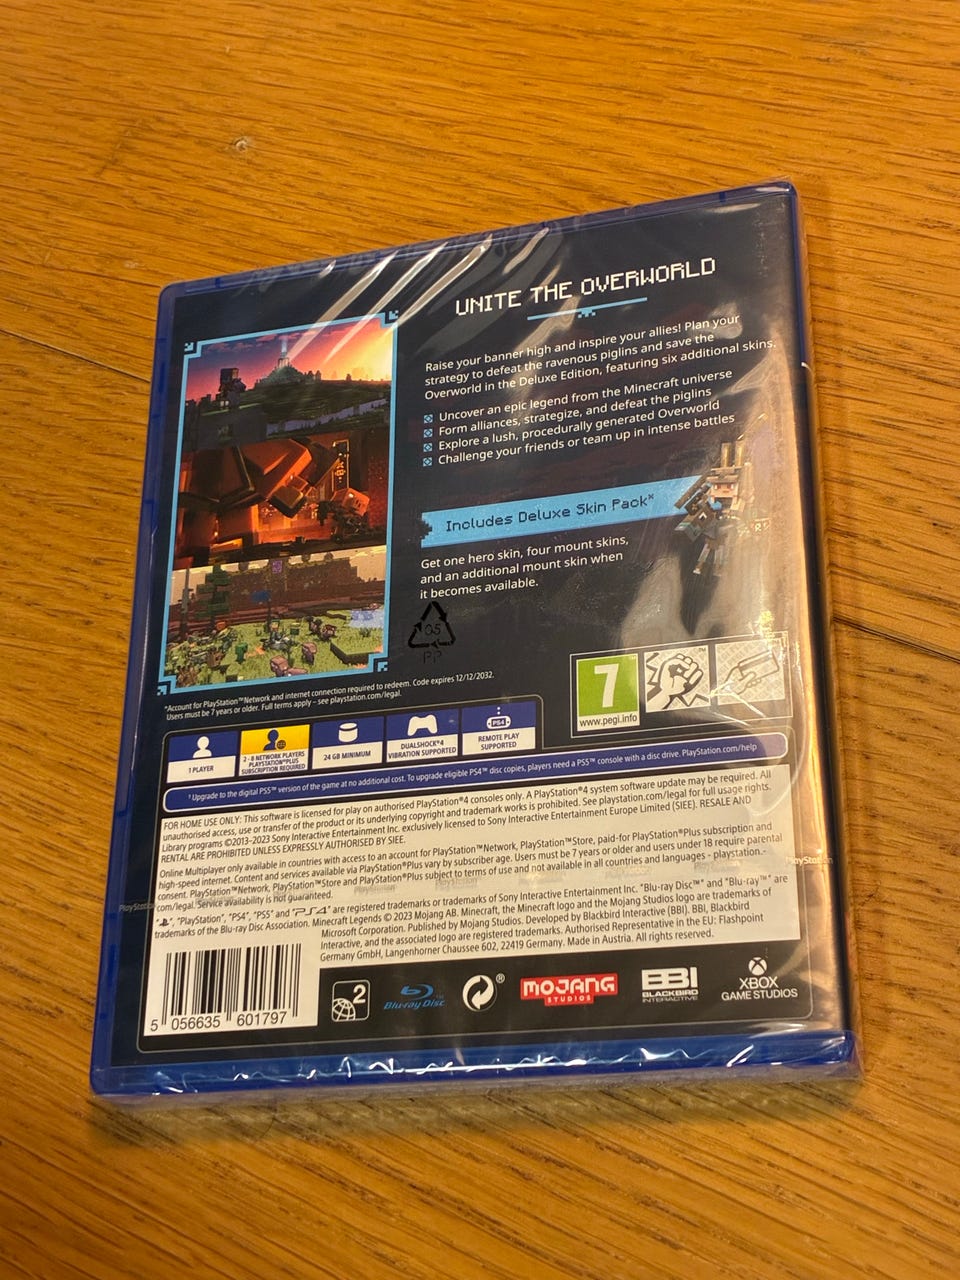 UNITE THE OVERWORLD
Raise your banner high and inspire your allies! Plan your
strategy to defeat the ravenous piglins and save the
Overworld in the Deluxe Edition, featuring six additional skins.
Uncover an epic legend from the Minecraft universe
Form alliances, strategize, and defeat the piglins
Explore a lush, procedurally generated Overworld
Challenge your friends or team up in intense battles
Includes Deluxe Skin Pack*
Get one hero skin, four mount skins,
and an additional mount skin when
it becomes available.
05
PP
*Account for PlayStation™Network and internet connection required to redeem. Code expires 12/12/2032.
Users must be 7 years or older. Full terms apply – see playstation.com/legal.
7
www.pegi.info
1 PLAYER
2 - 8 NETWORK PLAYERS
PLAYSTATION®PLUS
SUBSCRIPTION REQUIRED
24 GB MINIMUM
DUALSHOCK®4
VIBRATION SUPPORTED
PS4
REMOTE PLAY
SUPPORTED
¹ Upgrade to the digital PS5™ version of the game at no additional cost. To upgrade eligible PS4™ disc copies, players need a PS5™ console with a disc drive. PlayStation.com/help
FOR HOME USE ONLY: This software is licensed for play on authorised PlayStation®4 consoles only. A PlayStation®4 system software update may be required. All
unauthorised access, use or transfer of the product or its underlying copyright and trademark works is prohibited. See playstation.com/legal for full usage rights.
Library programs ©2013-2023 Sony Interactive Entertainment Inc. exclusively licensed to Sony Interactive Entertainment Europe Limited (SIEE). RESALE AND
RENTAL ARE PROHIBITED UNLESS EXPRESSLY AUTHORISED BY SIEE.
Online Multiplayer only available in countries with access to an account for PlayStation™Network, PlayStation™Store, paid-for PlayStation®Plus subscription and
high-speed internet. Content and services available via PlayStation®Plus vary by subscriber age. Users must be 7 years or older and users under 18 require parental
consent. PlayStation™Network, PlayStation™Store and PlayStation®Plus subject to terms of use and not available in all countries and languages - playstation.-
com/legal. Service availability is not guaranteed.
"PlayStation", "PS4", "PS5" and "PS4" are registered trademarks or trademarks of Sony Interactive Entertainment Inc. "Blu-ray Disc™" and "Blu-ray™" are
trademarks of the Blu-ray Disc Association. Minecraft Legends © 2023 Mojang AB. Minecraft, the Minecraft logo and the Mojang Studios logo are trademarks of
Microsoft Corporation. Published by Mojang Studios. Developed by Blackbird Interactive (BBI). BBI, Blackbird
Interactive, and the associated logo are registered trademarks. Authorised Representative in the EU: Flashpoint
Germany GmbH, Langenhorner Chaussee 602, 22419 Germany. Made in Austria. All rights reserved.
5 056635 601797
2
Blu-ray Disc™
®
MOJANG
STUDIOS
BBI
BLACKBIRD
INTERACTIVE
XBOX
GAME STUDIOS